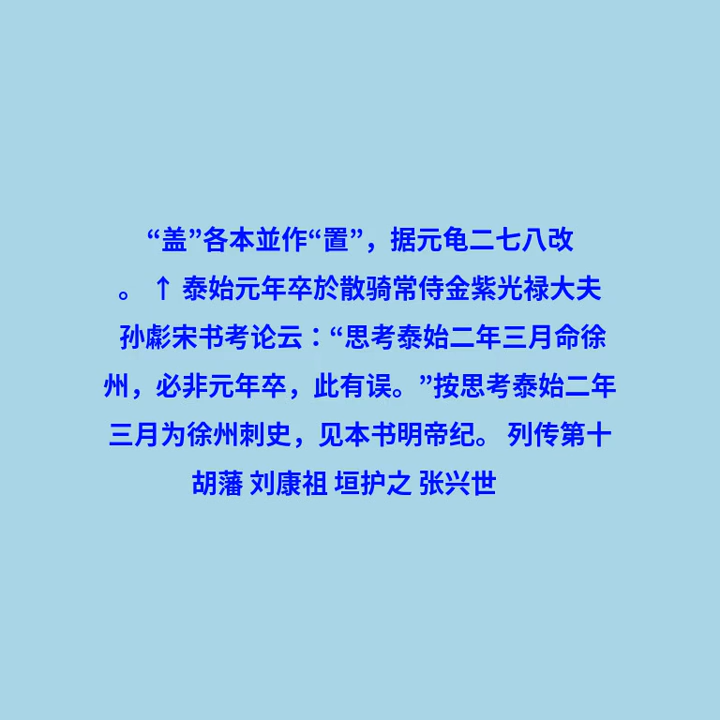 “盖”各本並作“置”，据元龟二七八改
。 ↑ 泰始元年卒於散骑常侍金紫光禄大夫
孙虨宋书考论云：“思考泰始二年三月命徐
州，必非元年卒，此有误。”按思考泰始二年
三月为徐州刺史，见本书明帝纪。 列传第十
胡藩 刘康祖 垣护之 张兴世